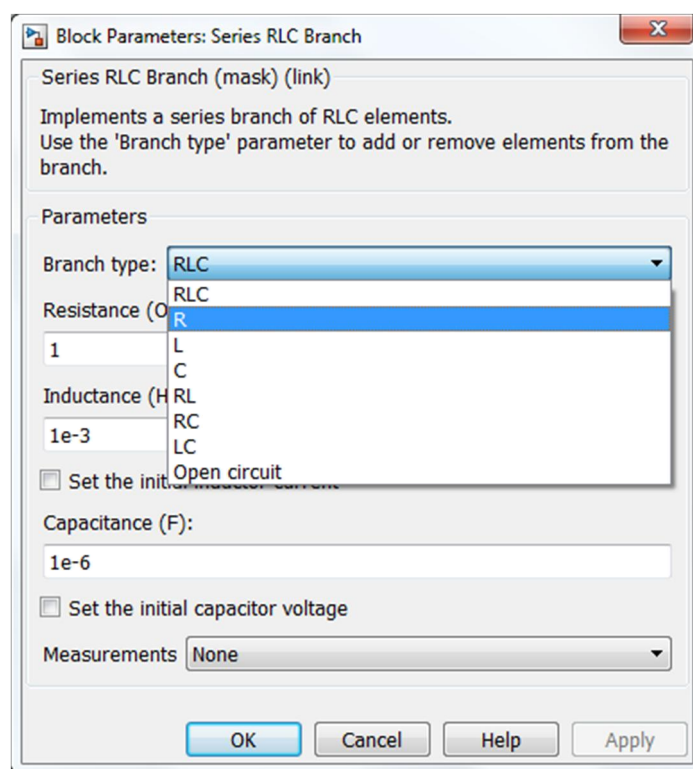 Block Parameters: Series RLC Branch
Series RLC Branch (mask) (link)
Implements a series branch of RLC elements.
Use the 'Branch type' parameter to add or remove elements from the
branch.
Parameters
Branch type: RLC
RLC
Resistance (O
R
1
L
C
Inductance (H
RL
RC
1e-3
LC
Open circuit
Set the initial inductor current
Capacitance (F):
1e-6
Set the initial capacitor voltage
Measurements None
OK Cancel Help Apply